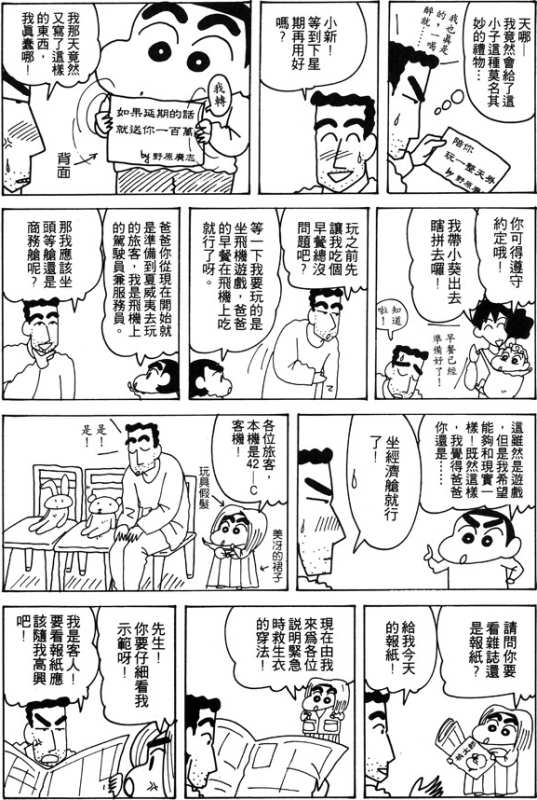 天哪—
我竟然會給了這
小子這種莫名其
妙的禮物…
我也真是
的，一喝
醉就……
陪你
玩一整天券
by野原廣志
小新！
等到下星
期再用好
嗎？
我轉
如果延期的話
就送你一百萬
by 野原廣志
背面
我那天竟然
又寫了這樣
的東西，
我真蠢哪！
你可得遵守
約定哦！
我帶小葵出去
瞎拼去囉！
早餐已經
準備好了！
知道
啦！
玩之前先
讓我吃個
早餐總沒
問題吧？
等一下我要玩的是
坐飛機遊戲，爸爸
的早餐在飛機上吃
就行了呀。
爸爸你從現在開始就
是準備到夏威夷去玩
的旅客，我是飛機上
的駕駛員兼服務員。
那我應該坐
頭等艙還是
商務艙呢？
這雖然是遊戲
，但是我希望
能夠和現實一
樣！既然這樣
，我覺得爸爸
你還是……
坐經濟艙就行
了！
各位旅客，
本機是42—C
客機！
玩具假髮
美冴的裙子
是！
是！
請問你要
看雜誌還
是報紙？
桃太郎
給我今天
的報紙！
現在由我
來為各位
説明緊急
時救生衣
的穿法！
先生！
你要仔細看我
示範呀！
我是客人！
要看報紙應
該隨我高興
吧！